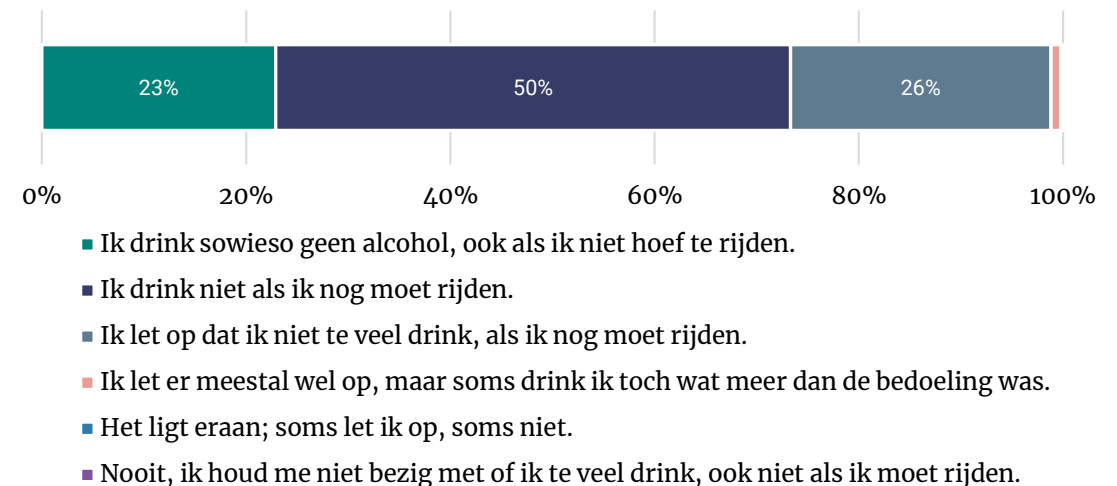 23% 50% 26%
0% 20% 40% 60% 80% 100%
Ik drink sowieso geen alcohol, ook als ik niet hoef te rijden.
Ik drink niet als ik nog moet rijden.
Ik let op dat ik niet te veel drink, als ik nog moet rijden.
Ik let er meestal wel op, maar soms drink ik toch wat meer dan de bedoeling was.
Het ligt eraan; soms let ik op, soms niet.
Nooit, ik houd me niet bezig met of ik te veel drink, ook niet als ik moet rijden.